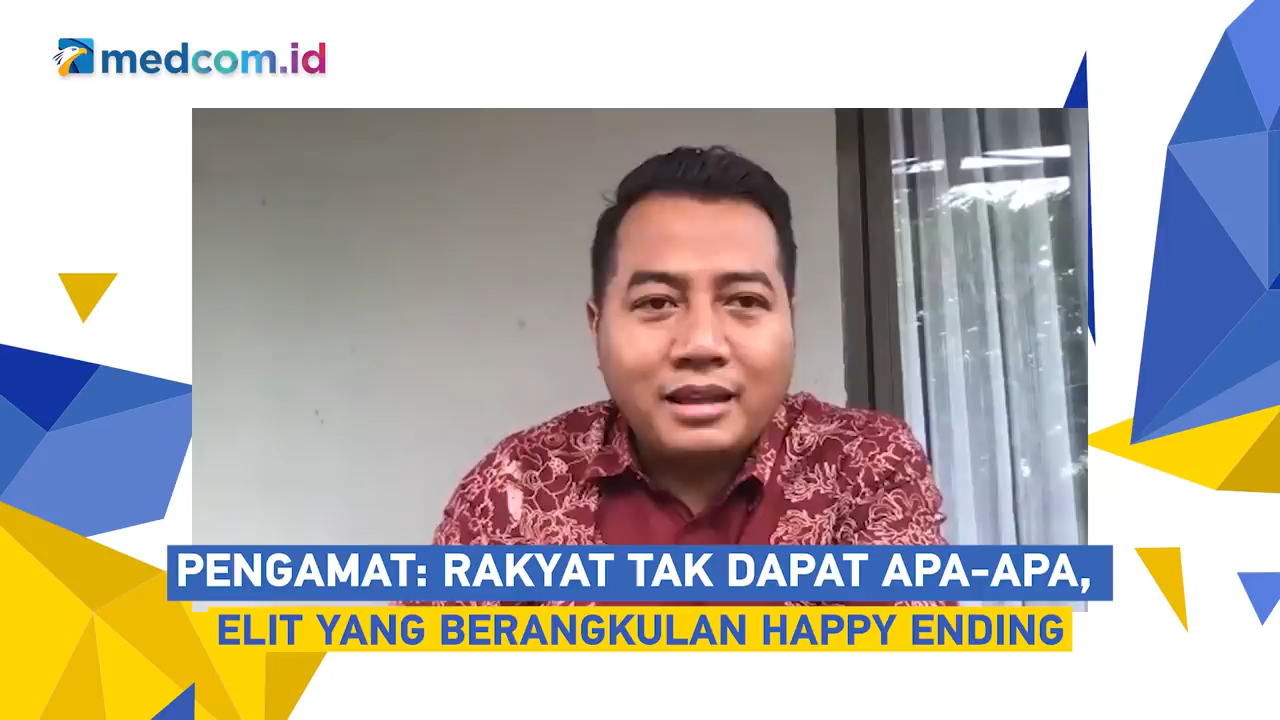 medcom.id
PENGAMAT: RAKYAT TAK DAPAT APA-APA,
ELIT YANG BERANGKULAN HAPPY ENDING